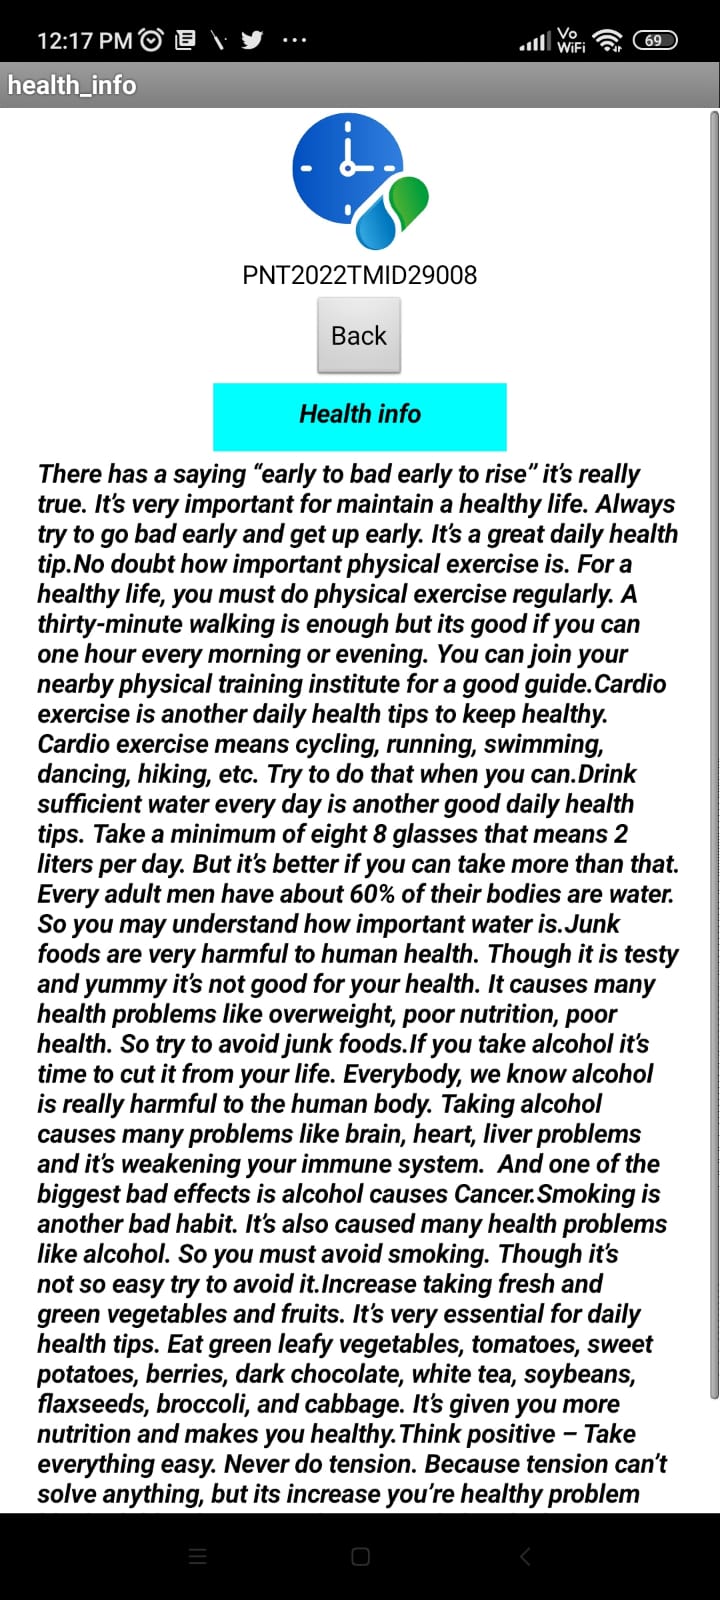 12:17 PM
Vo
WiFi
69
health_info
PNT2022TMID29008
Back
Health info
There has a saying “early to bad early to rise” it’s really
true. It’s very important for maintain a healthy life. Always
try to go bad early and get up early. It’s a great daily health
tip.No doubt how important physical exercise is. For a
healthy life, you must do physical exercise regularly. A
thirty-minute walking is enough but its good if you can
one hour every morning or evening. You can join your
nearby physical training institute for a good guide.Cardio
exercise is another daily health tips to keep healthy.
Cardio exercise means cycling, running, swimming,
dancing, hiking, etc. Try to do that when you can.Drink
sufficient water every day is another good daily health
tips. Take a minimum of eight 8 glasses that means 2
liters per day. But it’s better if you can take more than that.
Every adult men have about 60% of their bodies are water.
So you may understand how important water is.Junk
foods are very harmful to human health. Though it is testy
and yummy it’s not good for your health. It causes many
health problems like overweight, poor nutrition, poor
health. So try to avoid junk foods.If you take alcohol it’s
time to cut it from your life. Everybody, we know alcohol
is really harmful to the human body. Taking alcohol
causes many problems like brain, heart, liver problems
and it’s weakening your immune system.  And one of the
biggest bad effects is alcohol causes Cancer.Smoking is
another bad habit. It’s also caused many health problems
like alcohol. So you must avoid smoking. Though it’s
not so easy try to avoid it.Increase taking fresh and
green vegetables and fruits. It’s very essential for daily
health tips. Eat green leafy vegetables, tomatoes, sweet
potatoes, berries, dark chocolate, white tea, soybeans,
flaxseeds, broccoli, and cabbage. It’s given you more
nutrition and makes you healthy.Think positive – Take
everything easy. Never do tension. Because tension can’t
solve anything, but its increase you’re healthy problem